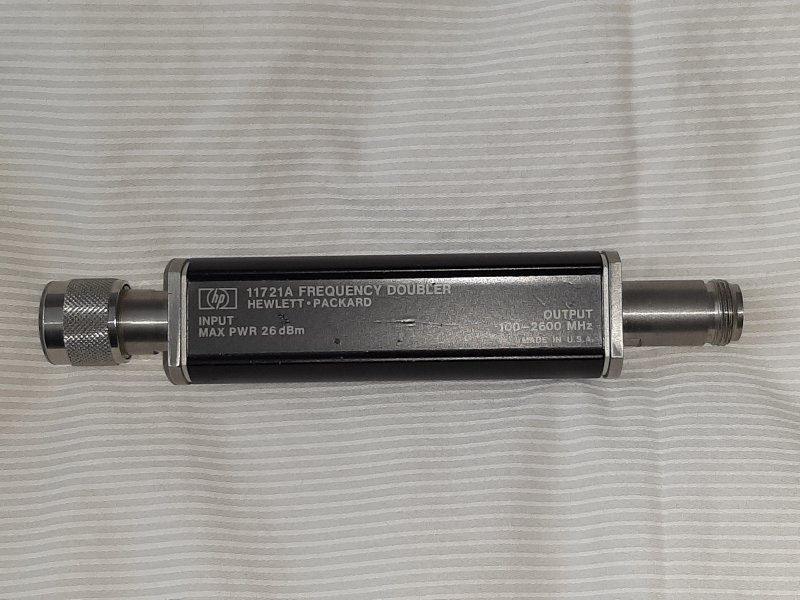 hp
11721A FREQUENCY DOUBLER
HEWLETT•PACKARD
INPUT
MAX PWR 26 dBm
OUTPUT
100–2600 MHz
MADE IN U.S.A.